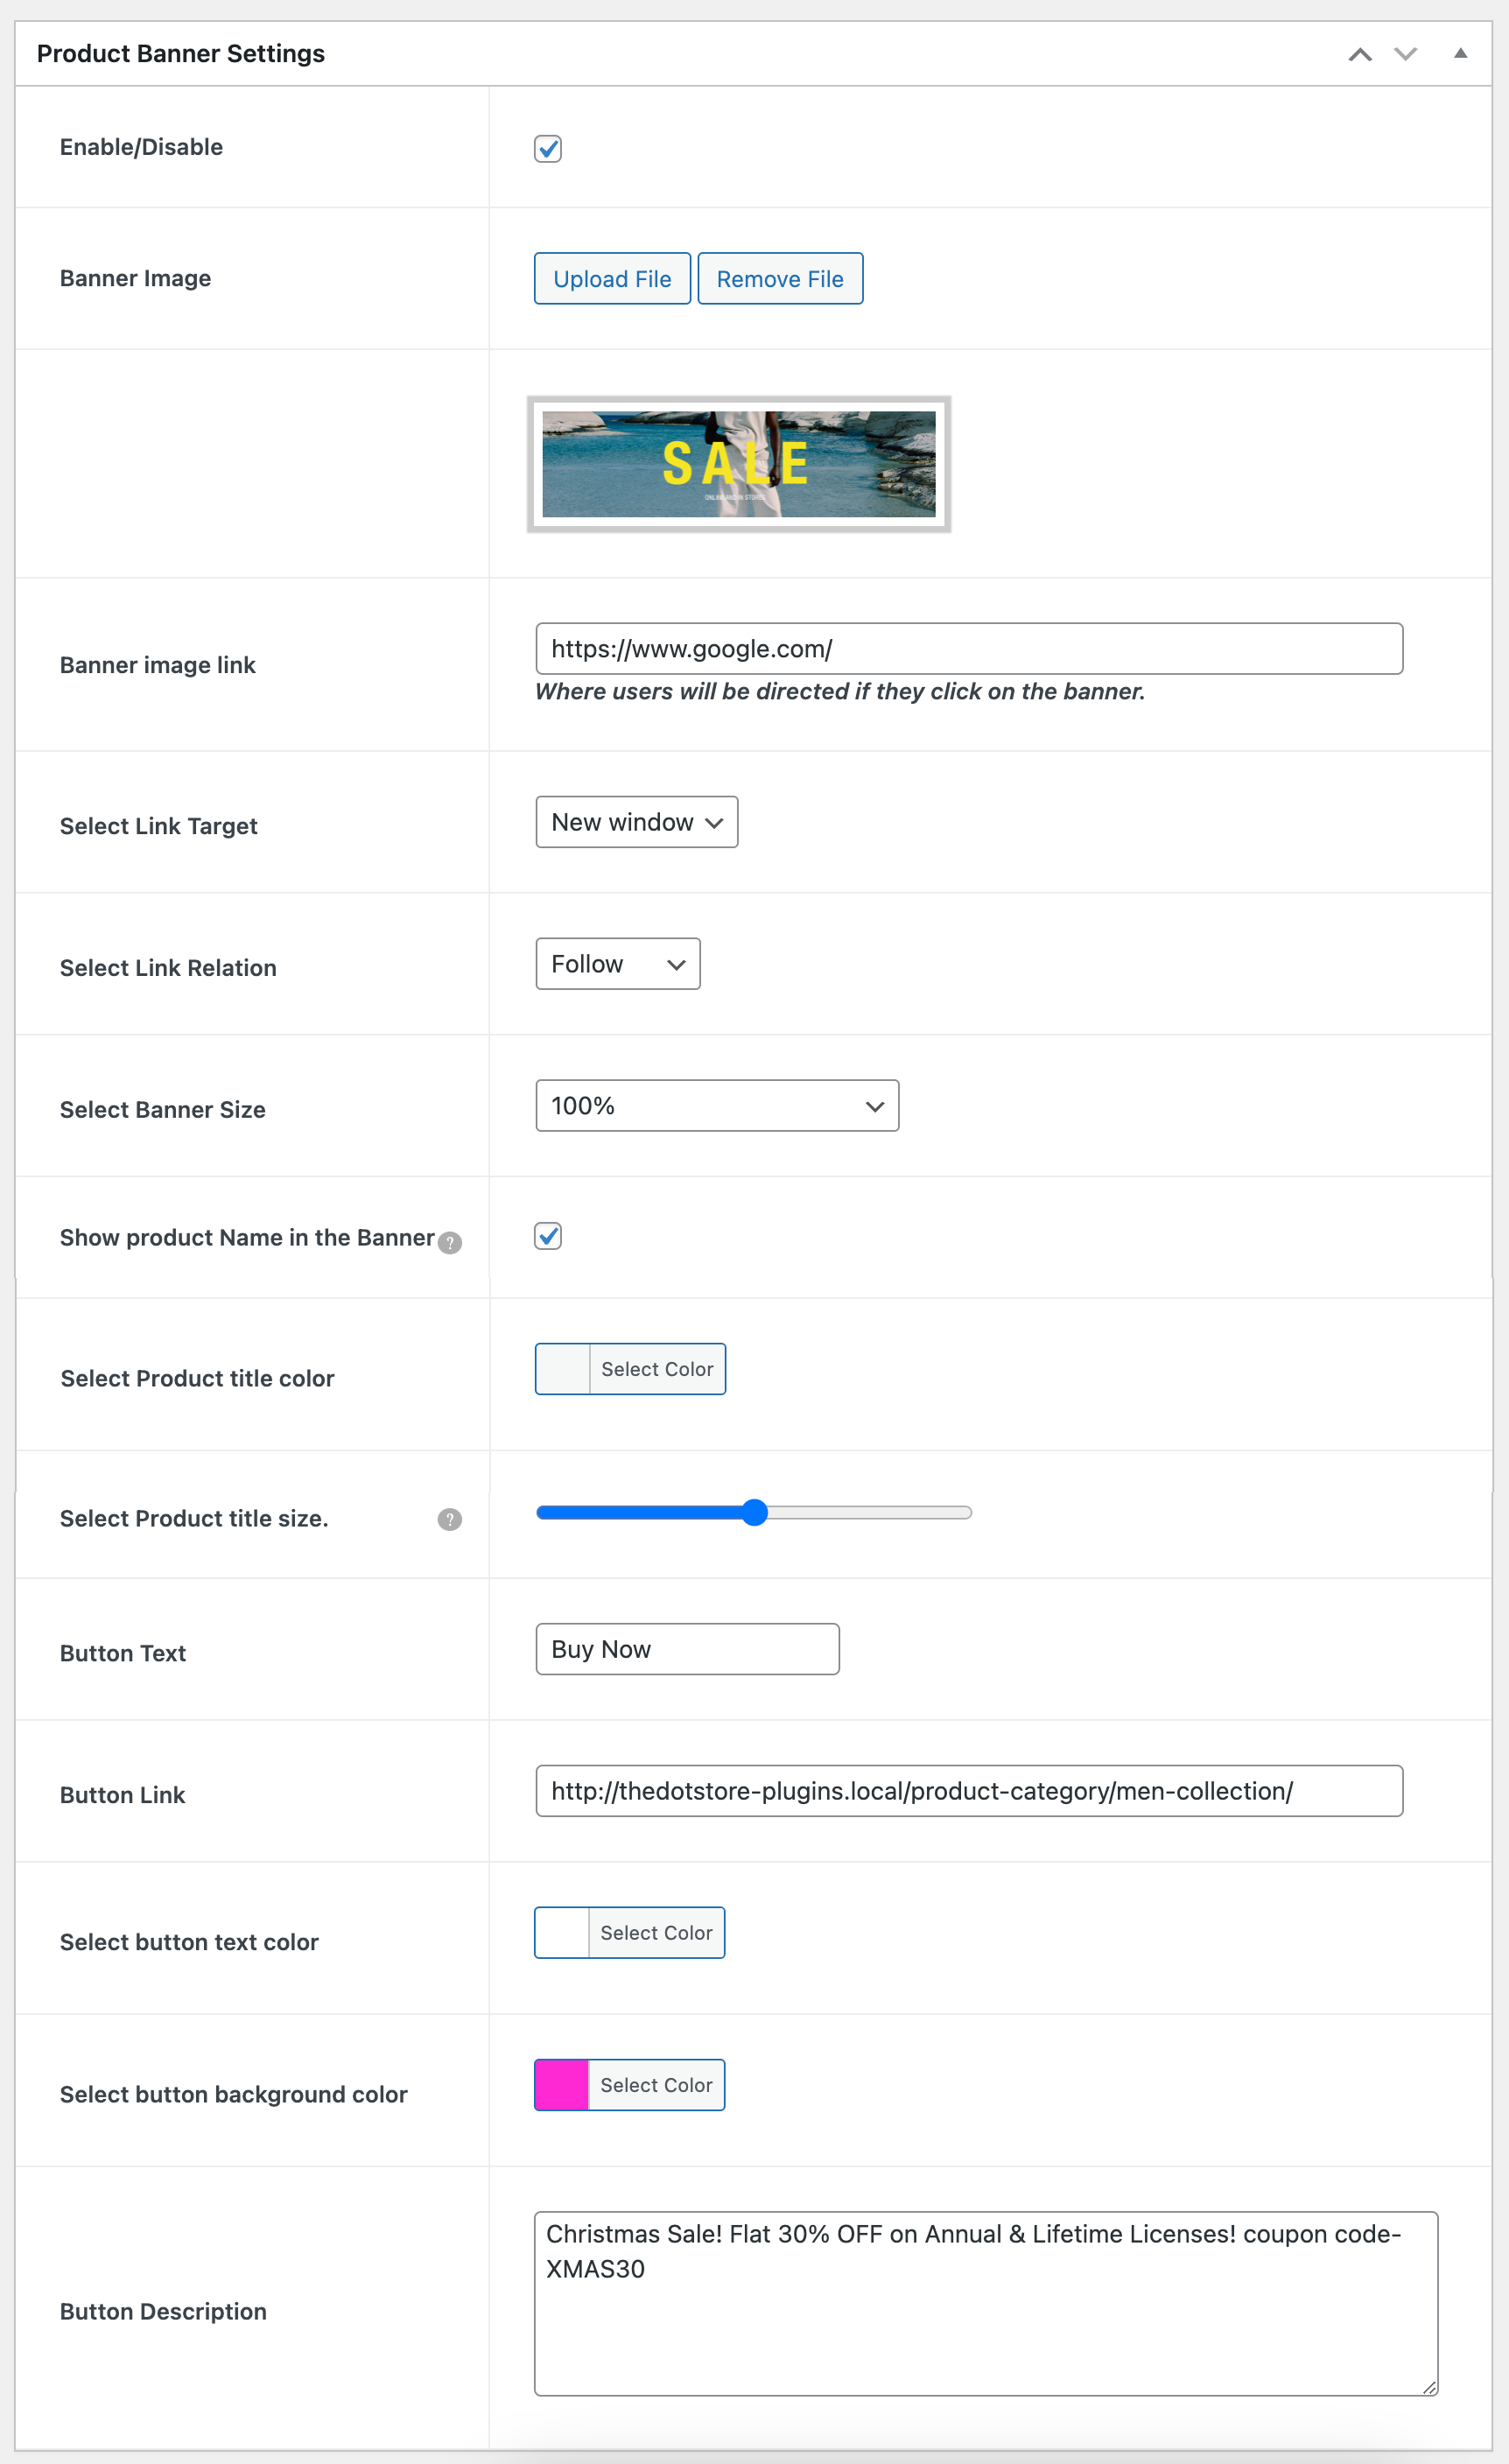 Product Banner Settings
Enable/Disable
Banner Image
Upload File
Remove File
SALE
ONLINE AND IN STORES
Banner image link
https://www.google.com/
Where users will be directed if they click on the banner.
Select Link Target
New window
Select Link Relation
Follow
Select Banner Size
100%
Show product Name in the Banner ?
Select Product title color
Select Color
Select Product title size. ?
Button Text
Buy Now
Button Link
http://thedotstore-plugins.local/product-category/men-collection/
Select button text color
Select Color
Select button background color
Select Color
Button Description
Christmas Sale! Flat 30% OFF on Annual & Lifetime Licenses! coupon code-
XMAS30